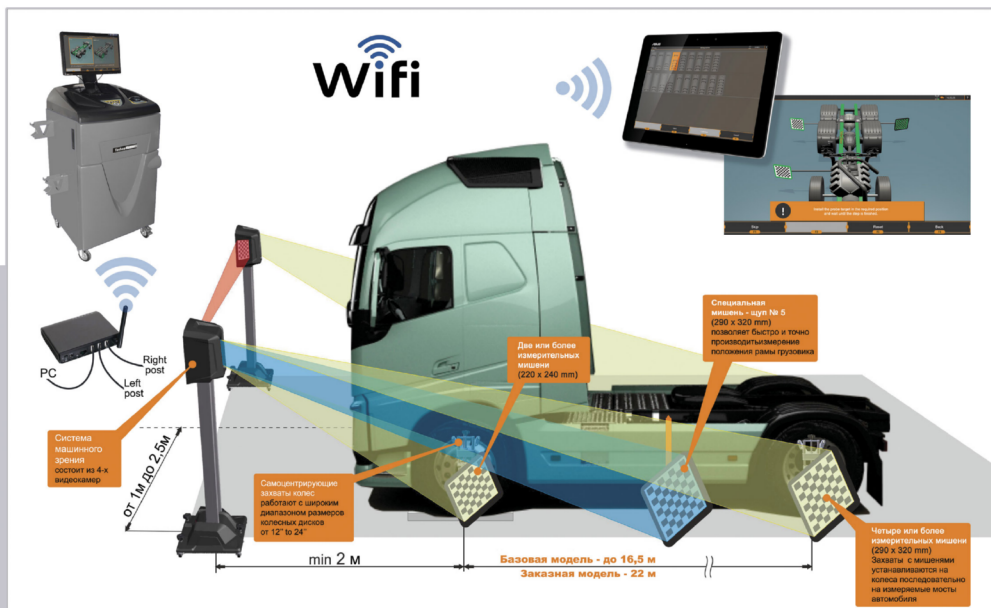 Wifi
PC
Right
post
Left
post
Система
машинного
зрения
состоит из 4-х
видеокамер
от 1м до 2,5м
Самоцентрирующие
захваты колес
работают с широким
диапазоном размеров
колесных дисков
от 12" to 24"
Две или более
измерительных
мишени
(220 x 240 mm)
Специальная
мишень - щуп № 5
(290 x 320 mm)
позволяет быстро и точно
производитьизмерение
положения рамы грузовика
Четыре или более
измерительных мишени
(290 x 320 mm)
Захваты с мишенями
устанавливаются на
колеса последовательно
на измеряемые мосты
автомобиля
min 2 м
Базовая модель - до 16,5 м
Заказная модель - 22 м
!
Back